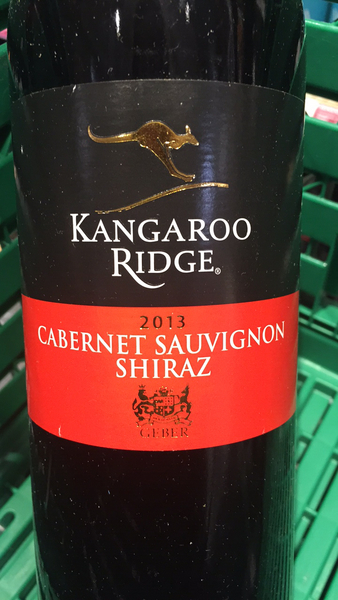 KANGAROO
RIDGE®
2013
CABERNET SAUVIGNON
SHIRAZ
GEBER